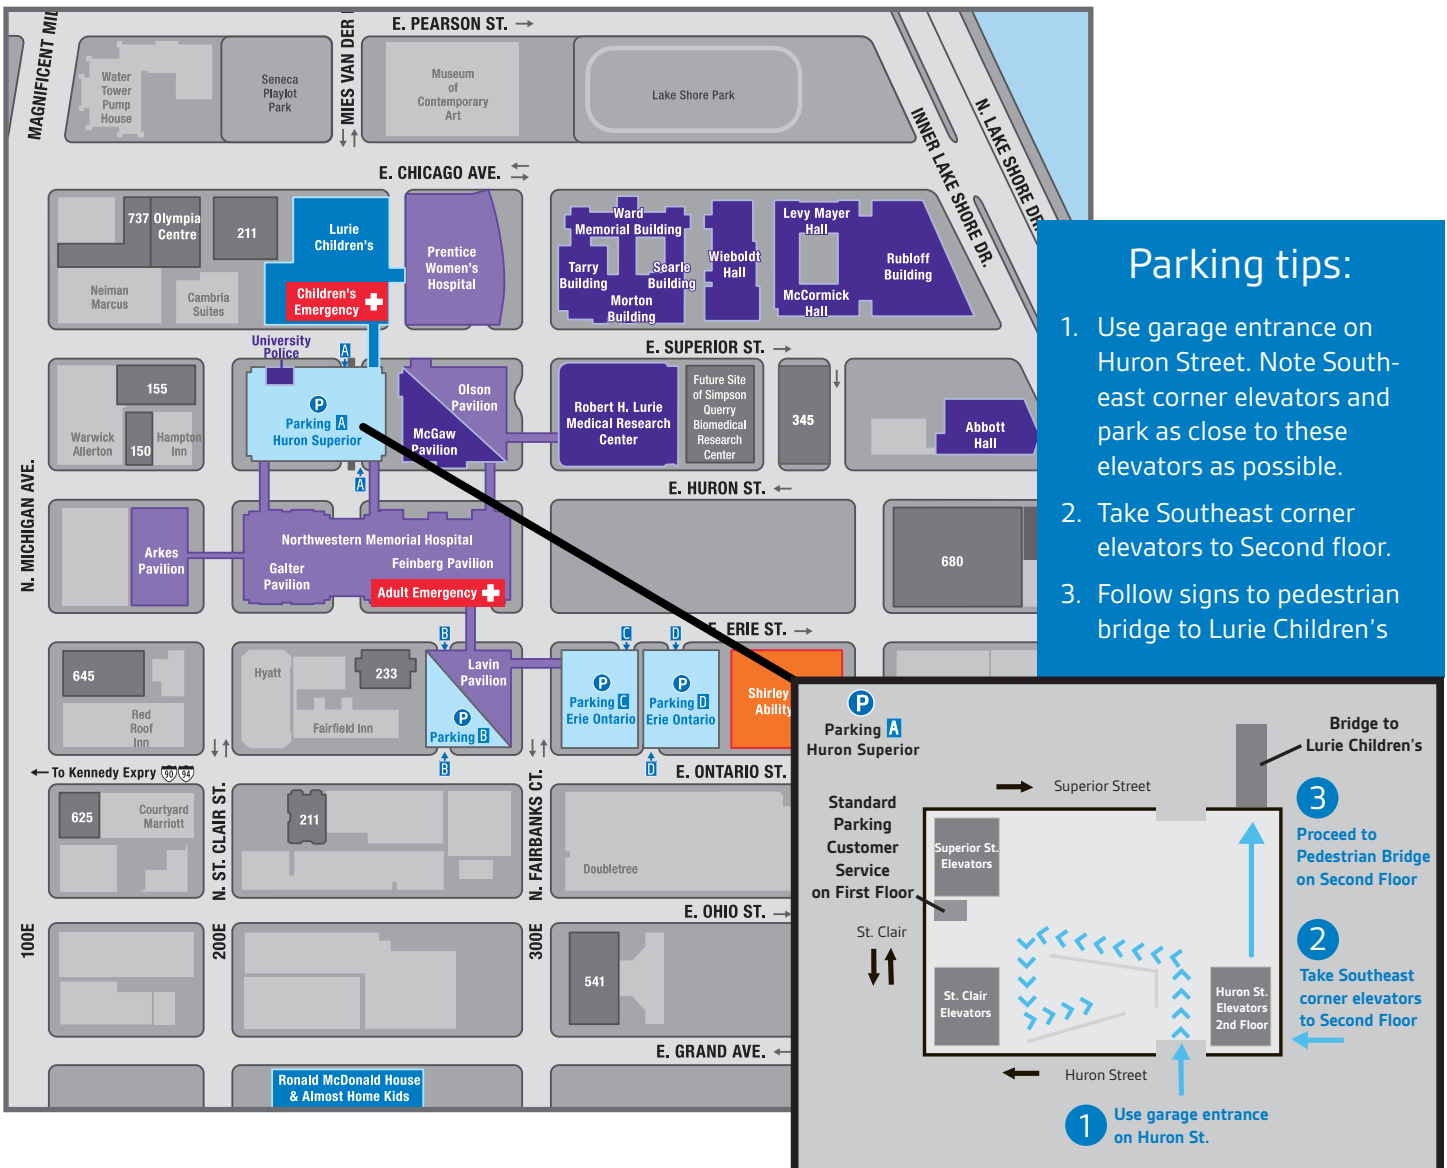 E. PEARSON ST.
MAGNIFICENT MIL
MIES VAN DER
Water
Tower
Pump
House
Seneca
Playlot
Park
Museum
of
Contemporary
Art
Lake Shore Park
INNER LAKE SHORE DR.
N. LAKE SHORE DR.
E. CHICAGO AVE.
737
Olympia
Centre
211
Neiman
Marcus
Cambria
Suites
Lurie
Children's
Children's
Emergency
Prentice
Women's
Hospital
Ward
Memorial Building
Tarry
Building
Searle
Building
Morton
Building
Wieboldt
Hall
Levy Mayer
Hall
McCormick
Hall
Rubloff
Building
University
Police
A
E. SUPERIOR ST.
155
150
Warwick
Allerton
Hampton
Inn
P
Parking A
Huron Superior
A
Olson
Pavilion
McGaw
Pavilion
Robert H. Lurie
Medical Research
Center
Future Site
of Simpson
Querry
Biomedical
Research
Center
345
Abbott
Hall
E. HURON ST.
N. MICHIGAN AVE.
Arkes
Pavilion
Northwestern Memorial Hospital
Galter
Pavilion
Feinberg Pavilion
Adult Emergency
680
E. ERIE ST.
645
Red
Roof
Inn
Hyatt
233
Fairfield Inn
B
Lavin
Pavilion
P
Parking B
B
C
P
Parking C
Erie Ontario
D
P
Parking D
Erie Ontario
D
Shirley
Ability
To Kennedy Expry 90 94
E. ONTARIO ST.
N. ST. CLAIR ST.
N. FAIRBANKS CT.
625
Courtyard
Marriott
211
Doubletree
E. OHIO ST.
100E
200E
300E
541
E. GRAND AVE.
Ronald McDonald House
& Almost Home Kids
Parking tips:
1. Use garage entrance on
Huron Street. Note South-
east corner elevators and
park as close to these
elevators as possible.
2. Take Southeast corner
elevators to Second floor.
3. Follow signs to pedestrian
bridge to Lurie Children's
P
Parking A
Huron Superior
Bridge to
Lurie Children's
Superior Street
Standard
Parking
Customer
Service
on First Floor
Superior St.
Elevators
3
Proceed to
Pedestrian Bridge
on Second Floor
St. Clair
St. Clair
Elevators
Huron St.
Elevators
2nd Floor
2
Take Southeast
corner elevators
to Second Floor
Huron Street
1
Use garage entrance
on Huron St.